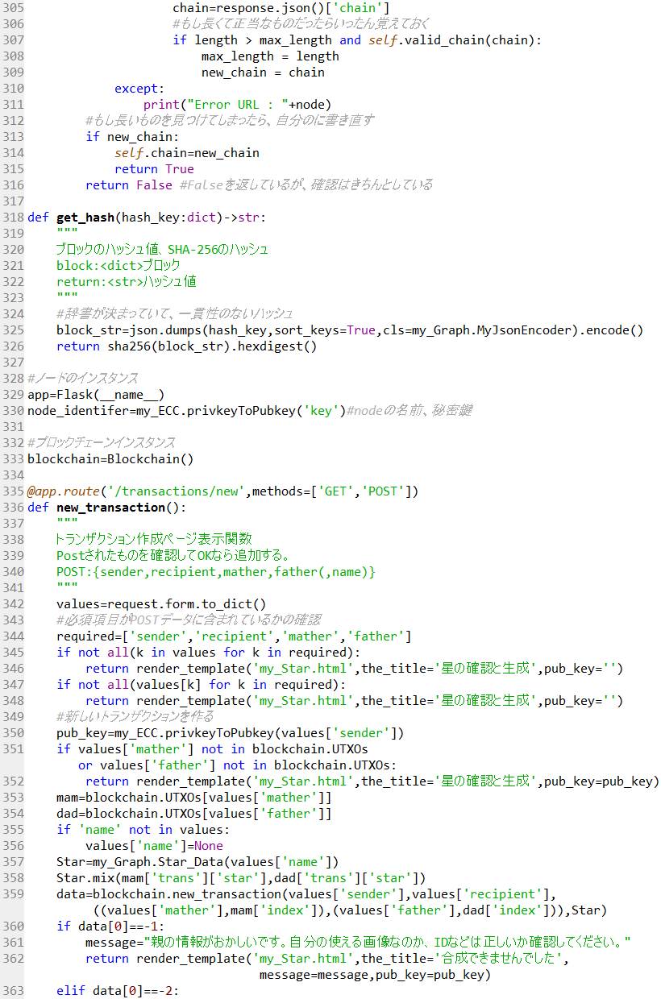 305                     chain=response.json()['chain']
306                     #もし長くて正当なものだったらいったん覚えておく
307                     if length > max_length and self.valid_chain(chain):
308                         max_length = length
309                         new_chain = chain
310             except:
311                 print("Error URL : "+node)
312         #もし長いものを見つけてしまったら、自分のに書き直す
313         if new_chain:
314             self.chain=new_chain
315             return True
316         return False #Falseを返しているが、確認はきちんとしている
317
318 def get_hash(hash_key:dict)->str:
319     """
320     ブロックのハッシュ値、SHA-256のハッシュ
321     block:<dict>ブロック
322     return:<str>ハッシュ値
323     """
324     #辞書が決まっていて、一貫性のないハッシュ
325     block_str=json.dumps(hash_key,sort_keys=True,cls=my_Graph.MyJsonEncoder).encode()
326     return sha256(block_str).hexdigest()
327
328 #ノードのインスタンス
329 app=Flask(__name__)
330 node_identifer=my_ECC.privkeyToPubkey('key')#nodeの名前、秘密鍵
331
332 #ブロックチェーンインスタンス
333 blockchain=Blockchain()
334
335 @app.route('/transactions/new',methods=['GET','POST'])
336 def new_transaction():
337     """
338     トランザクション作成ページ表示関数
339     Postされたものを確認してOKなら追加する。
340     POST:{sender,recipient,mather,father(,name)}
341     """
342     values=request.form.to_dict()
343     #必須項目がPOSTデータに含まれているかの確認
344     required=['sender','recipient','mather','father']
345     if not all(k in values for k in required):
346         return render_template('my_Star.html',the_title='星の確認と生成',pub_key='')
347     if not all(values[k] for k in required):
348         return render_template('my_Star.html',the_title='星の確認と生成',pub_key='')
349     #新しいトランザクションを作る
350     pub_key=my_ECC.privkeyToPubkey(values['sender'])
351     if values['mather'] not in blockchain.UTXOs
        or values['father'] not in blockchain.UTXOs:
352         return render_template('my_Star.html',the_title='星の確認と生成',pub_key=pub_key)
353     mam=blockchain.UTXOs[values['mather']]
354     dad=blockchain.UTXOs[values['father']]
355     if 'name' not in values:
356         values['name']=None
357     Star=my_Graph.Star_Data(values['name'])
358     Star.mix(mam['trans']['star'],dad['trans']['star'])
359     data=blockchain.new_transaction(values['sender'],values['recipient'],
         ((values['mather'],mam['index']),(values['father'],dad['index'])),Star)
360     if data[0]==-1:
361         message="親の情報がおかしいです。自分の使える画像なのか、IDなどは正しいか確認してください。"
362         return render_template('my_Star.html',the_title='合成できませんでした',
                                message=message,pub_key=pub_key)
363     elif data[0]==-2: